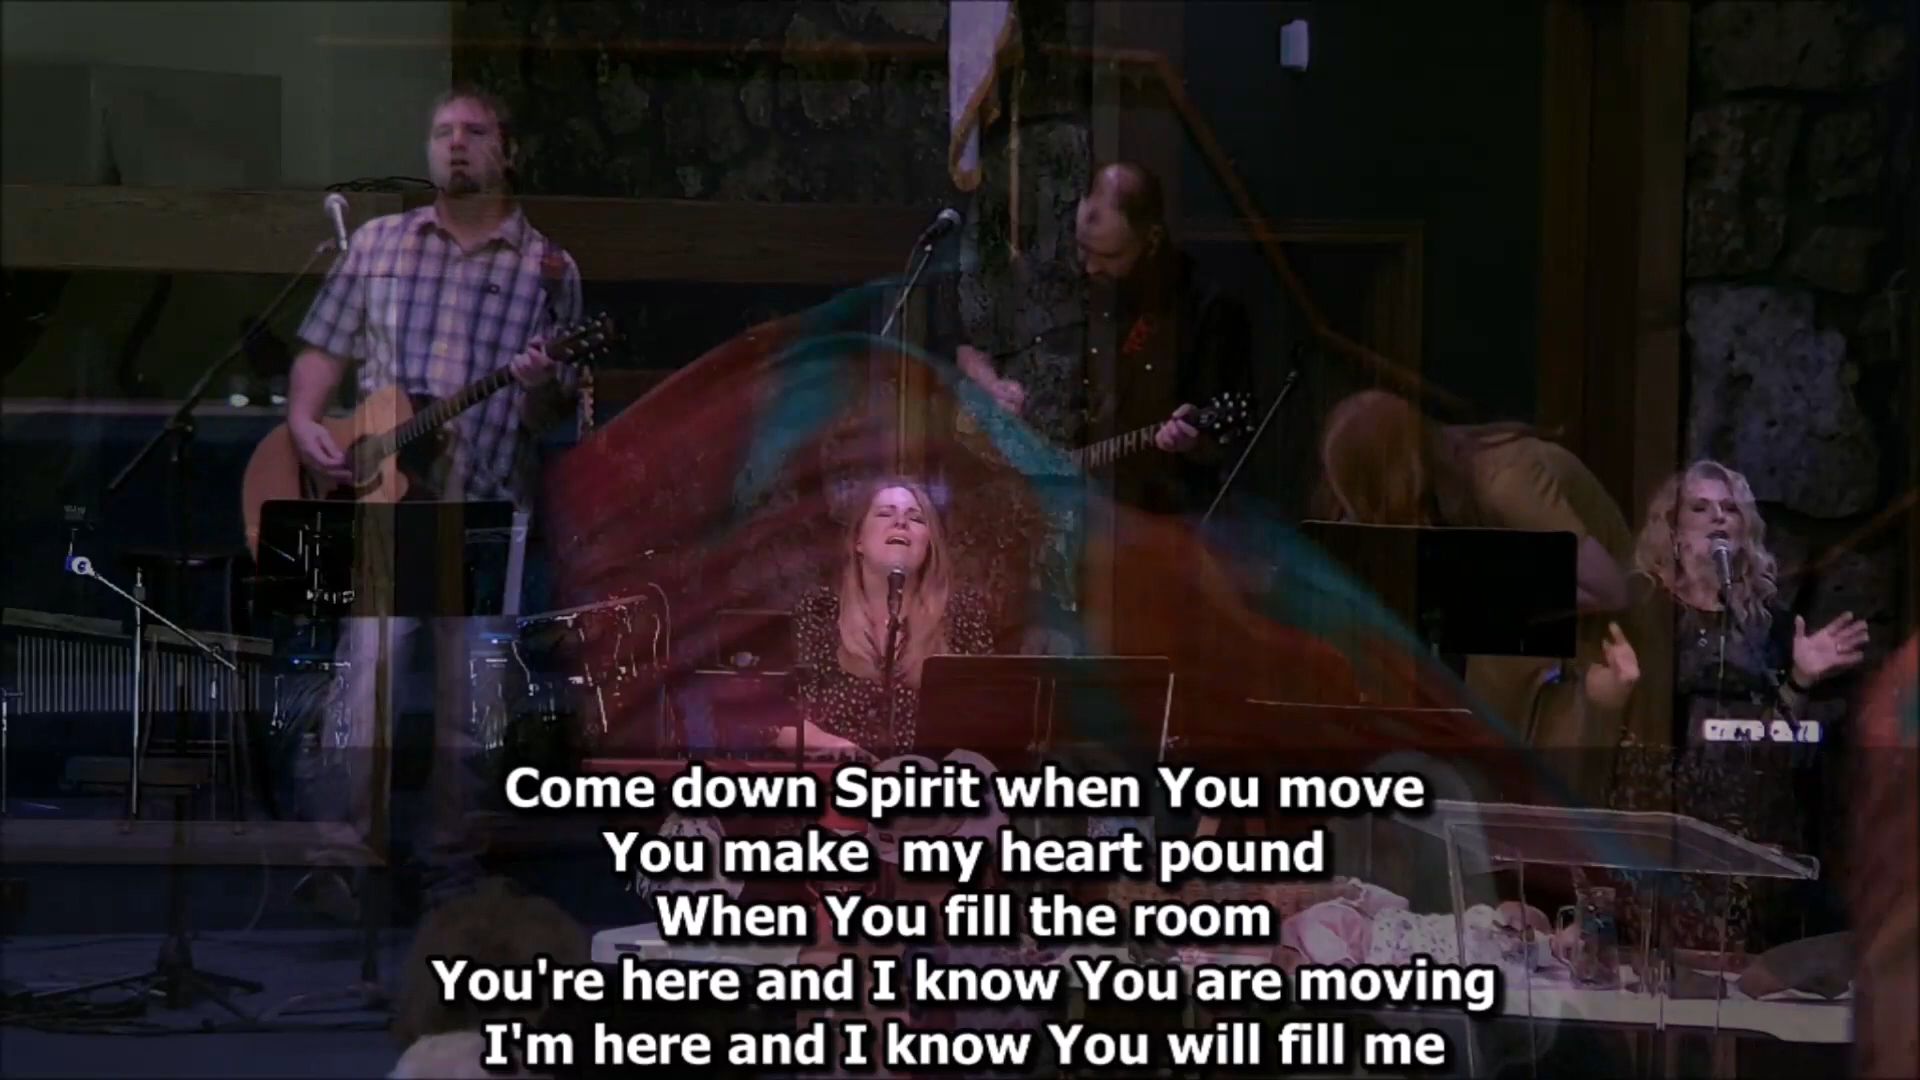 Come down Spirit when You move
You make my heart pound
When You fill the room
You're here and I know You are moving
I'm here and I know You will fill me